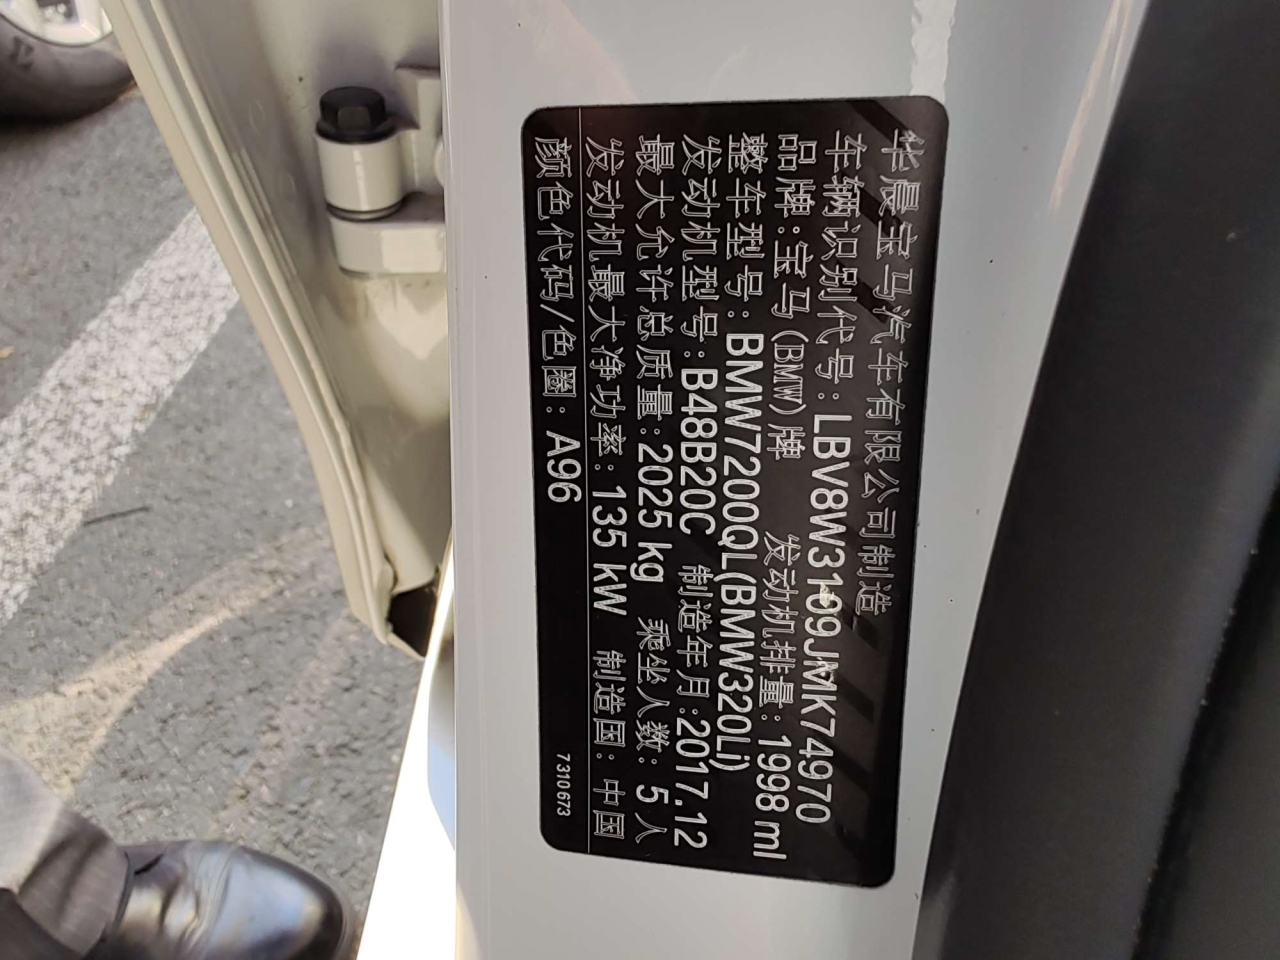 华晨宝马汽车有限公司制造
车辆识别代号:LBV8W3109JMK74970
品牌:宝马(BMW)牌 发动机排量:1998 ml
整车型号:BMW7200QL(BMW320Li)
发动机型号:B48B20C 制造年月:2017.12
最大允许总质量:2025 kg 乘坐人数:5人
发动机最大净功率:135 kW 制造国:中国
颜色代码/色圈:A96 7310673